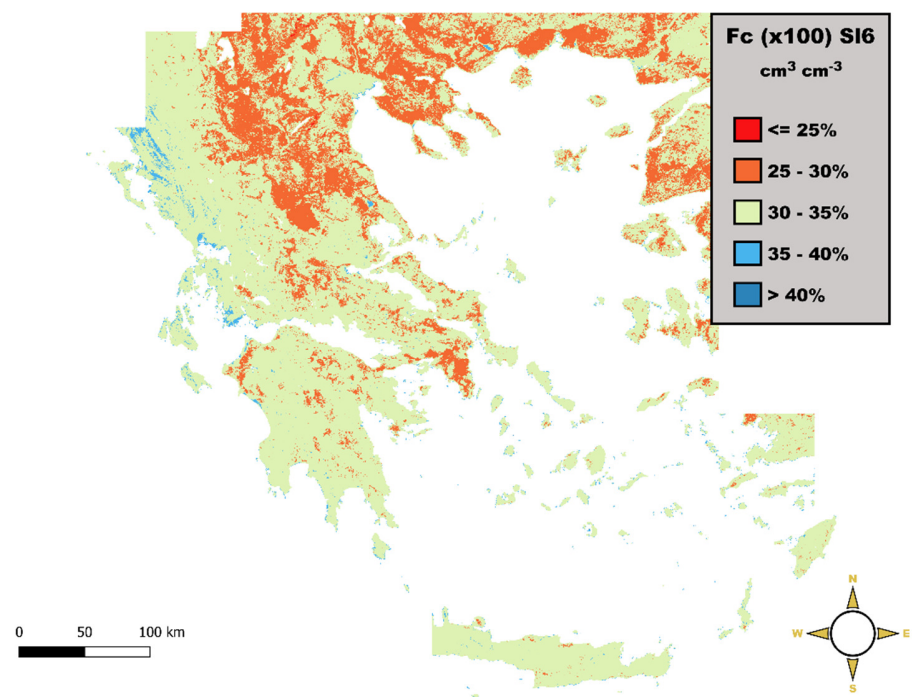 Fc (x100) Sl6
cm³ cm⁻³
<= 25%
25 - 30%
30 - 35%
35 - 40%
> 40%
0 50 100 km
N
W E
S